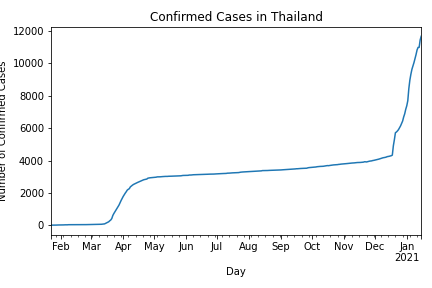 Confirmed Cases in Thailand
12000
10000
8000
6000
4000
2000
0
Number of Confirmed Cases
Feb Mar Apr May Jun Jul Aug Sep Oct Nov Dec Jan
2021
Day